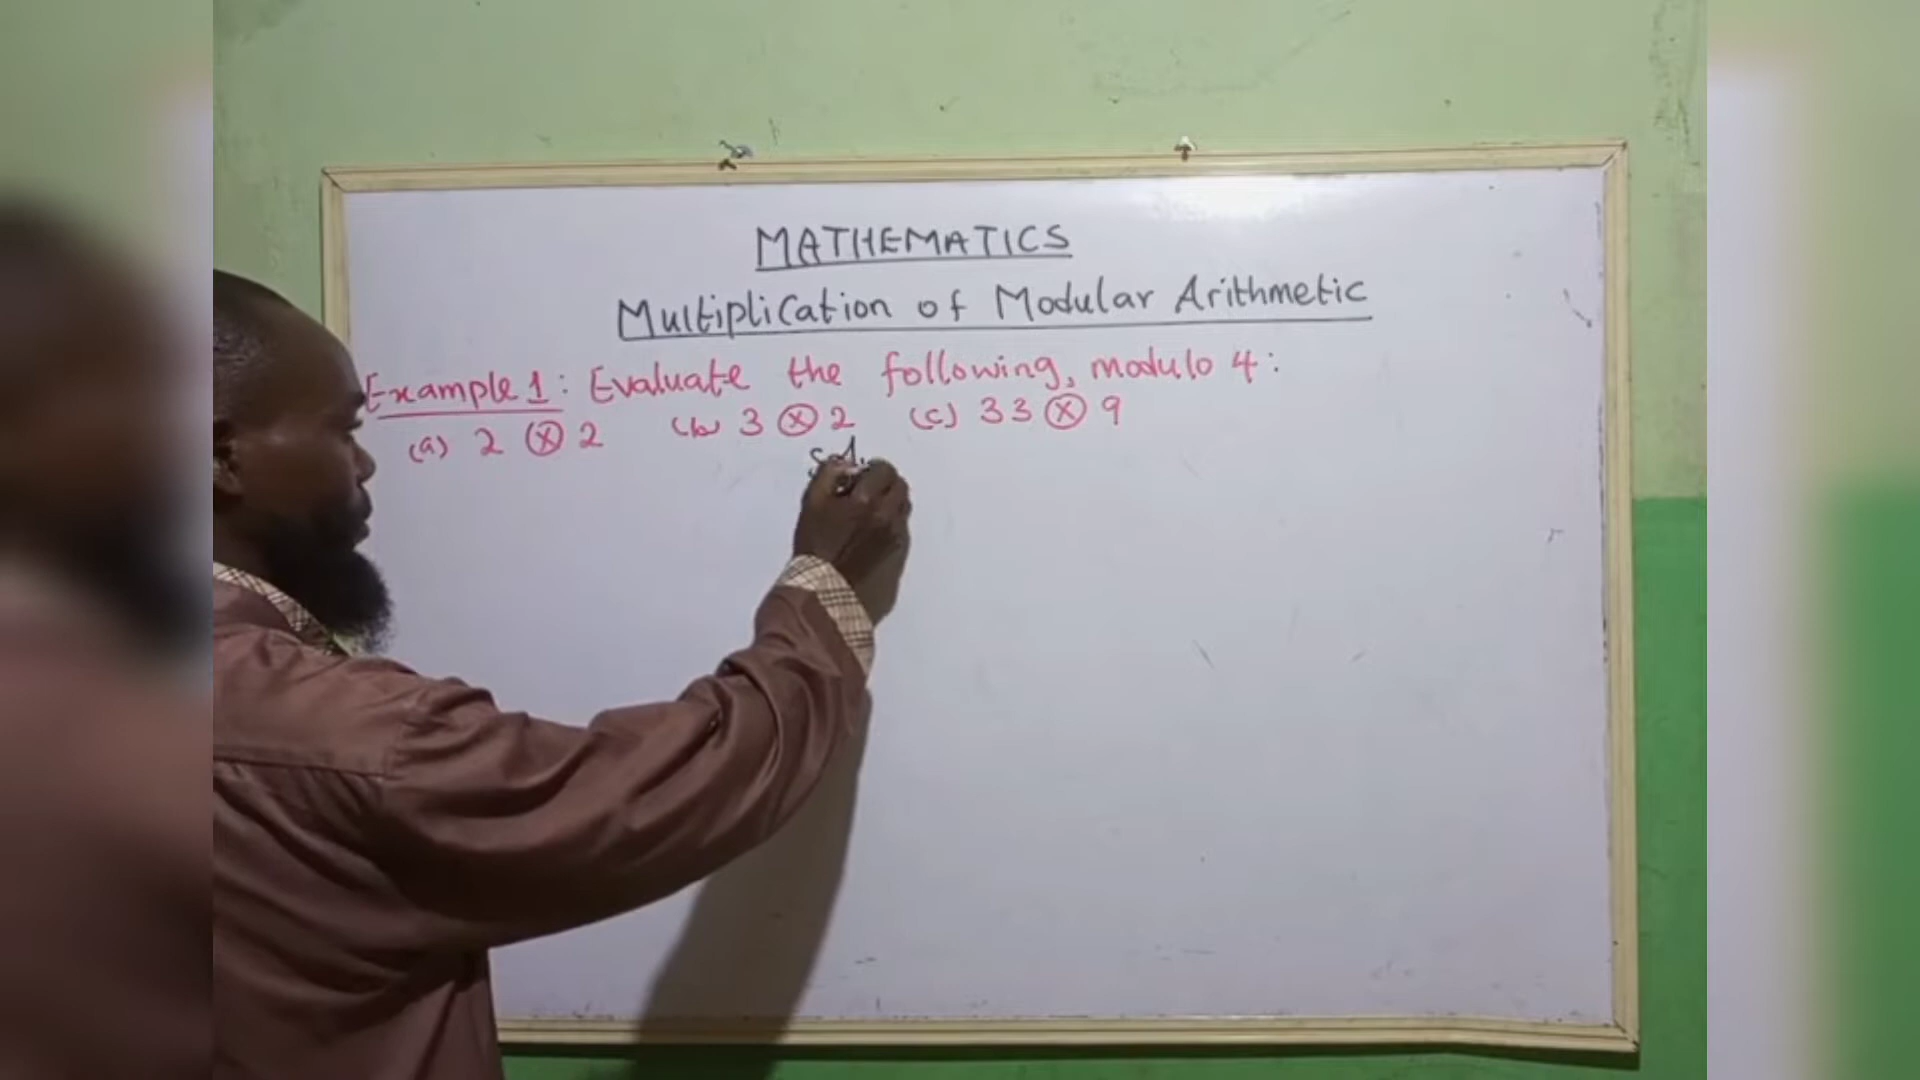 MATHEMATICS
Multiplication of Modular Arithmetic
Example 1: Evaluate the following, modulo 4:
(a) 2 ⊗ 2 (b) 3 ⊗ 2 (c) 33 ⊗ 9